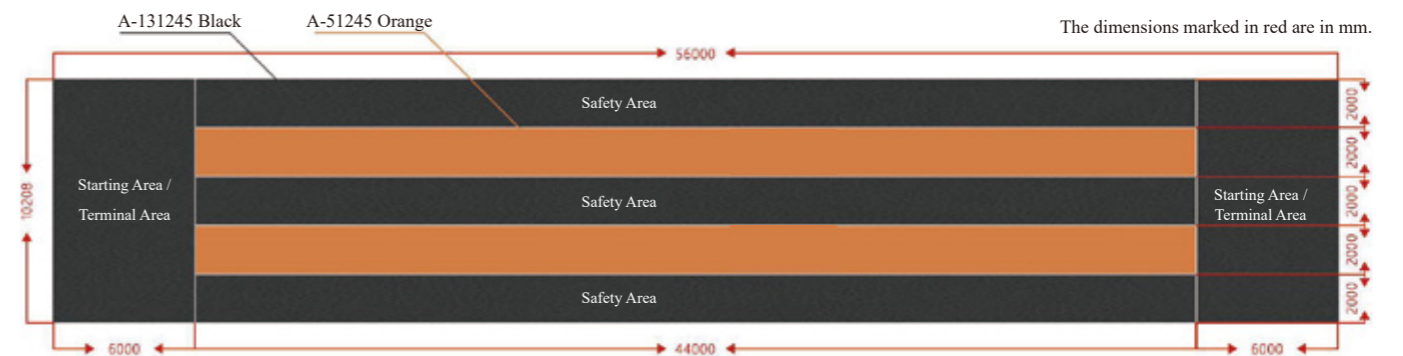 A-131245 Black
A-51245 Orange
The dimensions marked in red are in mm.
56000
Safety Area
2000
2000
Starting Area /
Terminal Area
10208
Safety Area
2000
Starting Area /
Terminal Area
2000
Safety Area
2000
6000
44000
6000